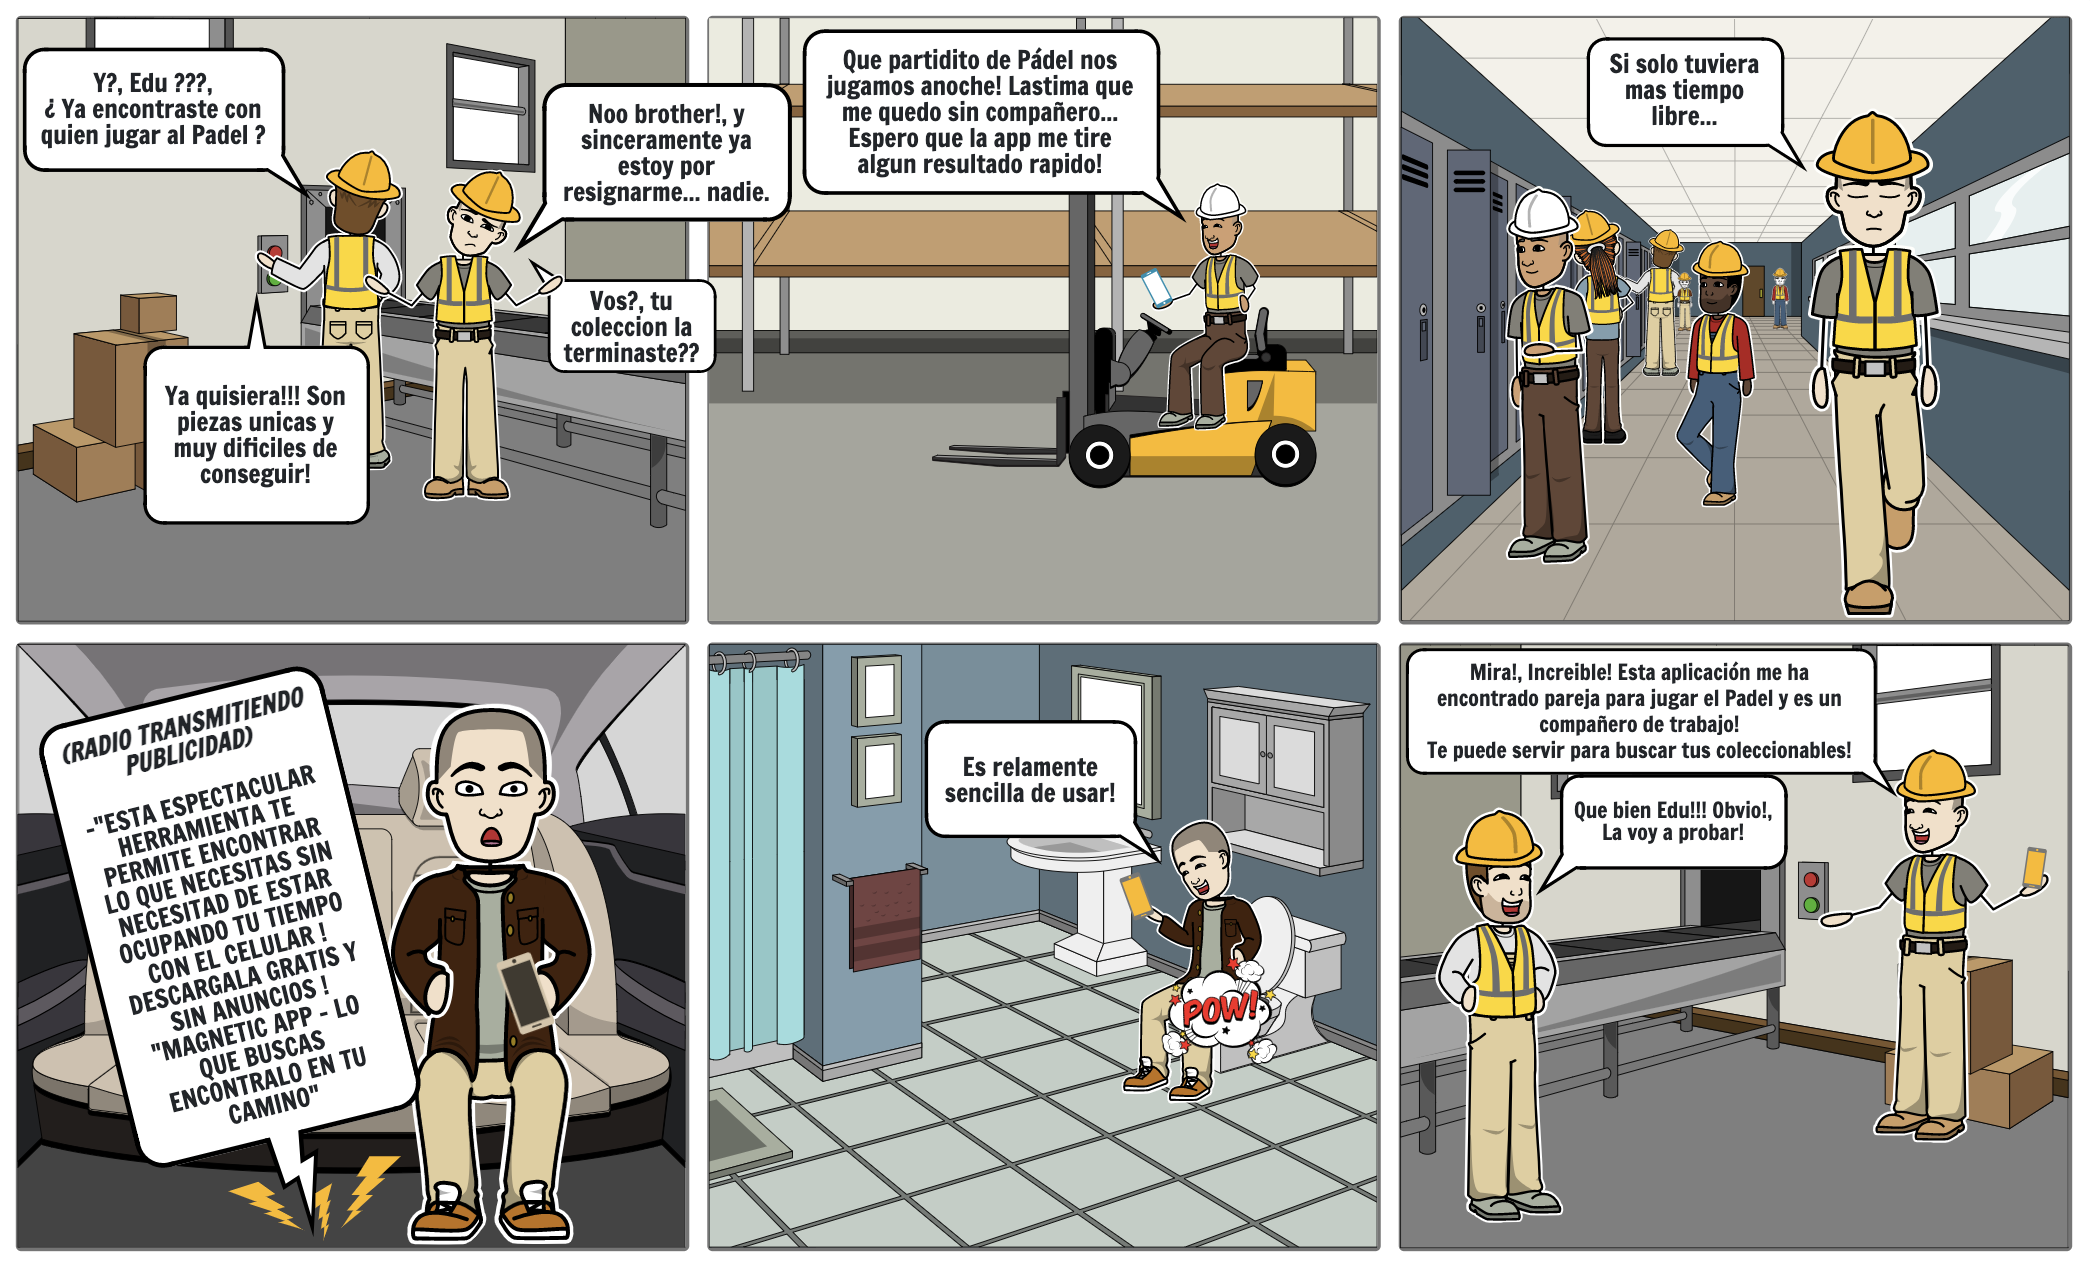 Y?, Edu ???,
¿ Ya encontraste con
quien jugar al Padel ?
Noo brother!, y
sinceramente ya
estoy por
resignarme... nadie.
Vos?, tu
coleccion la
terminaste??
Ya quisiera!!! Son
piezas unicas y
muy dificiles de
conseguir!
Que partidito de Pádel nos
jugamos anoche! Lastima que
me quedo sin compañero...
Espero que la app me tire
algun resultado rapido!
Si solo tuviera
mas tiempo
libre...
(RADIO TRANSMITIENDO
PUBLICIDAD)
-"ESTA ESPECTACULAR
HERRAMIENTA TE
PERMITE ENCONTRAR
LO QUE NECESITAS SIN
NECESITAD DE ESTAR
OCUPANDO TU TIEMPO
CON EL CELULAR !
DESCARGALA GRATIS Y
SIN ANUNCIOS !
"MAGNETIC APP - LO
QUE BUSCAS
ENCONTRALO EN TU
CAMINO"
Es relamente
sencilla de usar!
POW!
Mira!, Increible! Esta aplicación me ha
encontrado pareja para jugar el Padel y es un
compañero de trabajo!
Te puede servir para buscar tus coleccionables!
Que bien Edu!!! Obvio!,
La voy a probar!